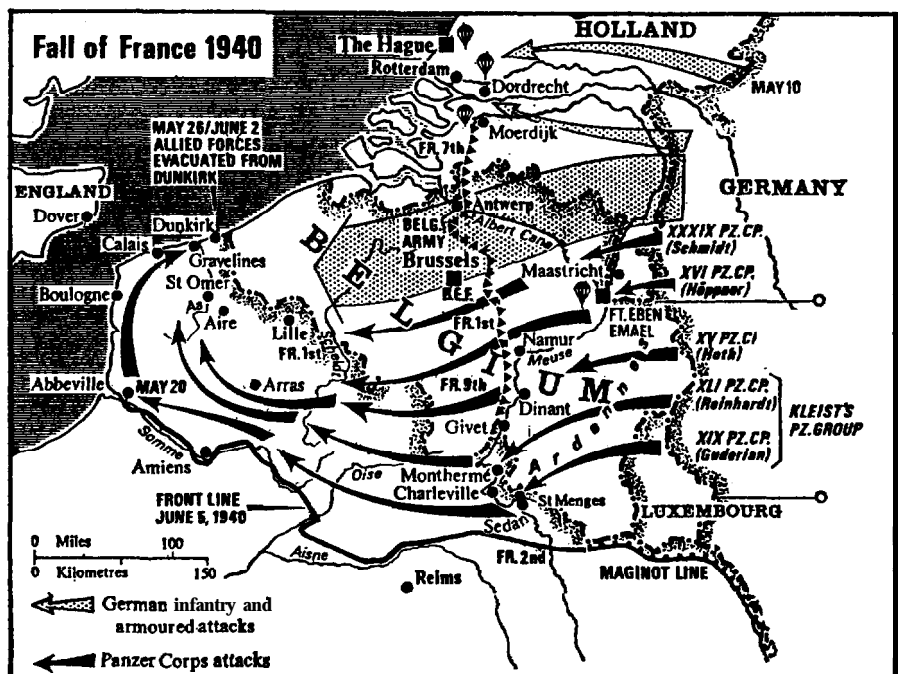 Fall of France 1940
HOLLAND
The Hague
Rotterdam
Dordrecht
MAY 10
MAY 26/JUNE 2
ALLIED FORCES
EVACUATED FROM
DUNKIRK
Moerdijk
FR. 7th
ENGLAND
Dover
GERMANY
Dunkirk
Calais
Gravelines
Antwerp
Albert Canal
BELG.
ARMY
Brussels
B.E.F.
BELGIUM
XXXIX PZ.CP.
(Schmidt)
Maastricht
XVI PZ.CP.
(Höppner)
Boulogne
St Omer
Aa
Aire
Lille
FR. 1st
FR. 1st
FT. EBEN
EMAEL
Namur
Meuse
XV PZ.CP
(Hoth)
Abbeville
MAY 20
Arras
FR. 9th
Dinant
Ardennes
XLI PZ.CP.
(Reinhardt)
KLEIST'S
PZ.GROUP
Givet
XIX PZ.CP.
(Guderian)
Somme
Amiens
Oise
Montherme
Charleville
St Menges
Sedan
LUXEMBOURG
FRONT LINE
JUNE 5, 1940
Aisne
FR. 2nd
MAGINOT LINE
Reims
0 Miles 100
0 Kilometres 150
German infantry and
armoured attacks
Panzer Corps attacks